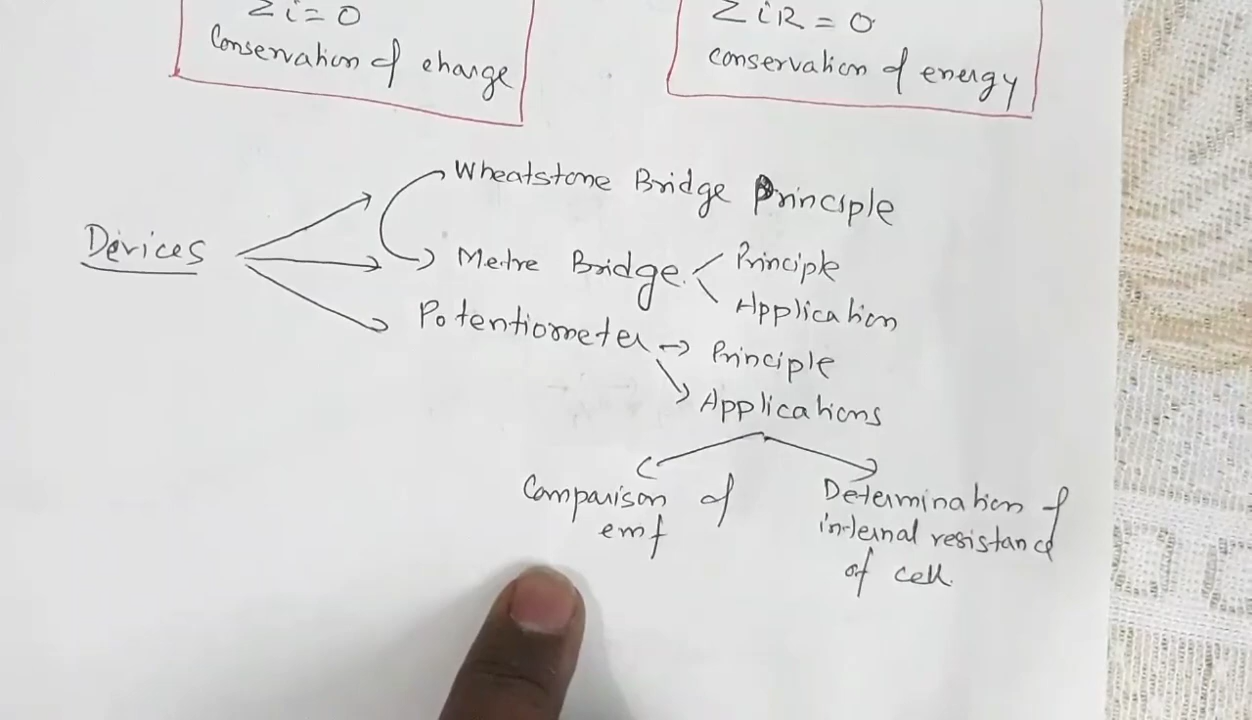 Σi=0
Conservation of charge
ΣiR=0
conservation of energy
Devices
Wheatstone Bridge Principle
Metre Bridge
Principle
Application
Potentiometer
Principle
Applications
Comparison of
emf
Determination of
internal resistance
of cell.